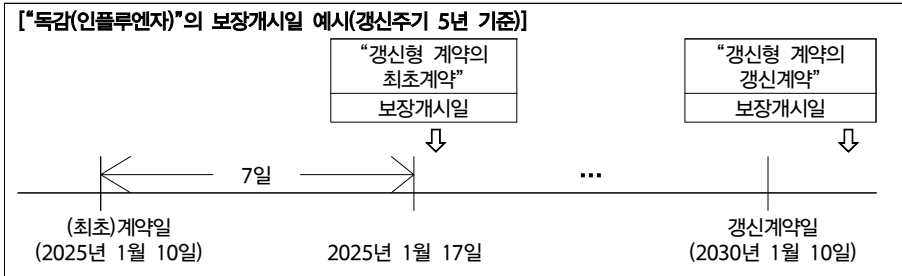 [“독감(인플루엔자)”의 보장개시일 예시(갱신주기 5년 기준)]
“갱신형 계약의
최초계약”
보장개시일
“갱신형 계약의
갱신계약”
보장개시일
7일
...
(최초)계약일
(2025년 1월 10일)
2025년 1월 17일
갱신계약일
(2030년 1월 10일)